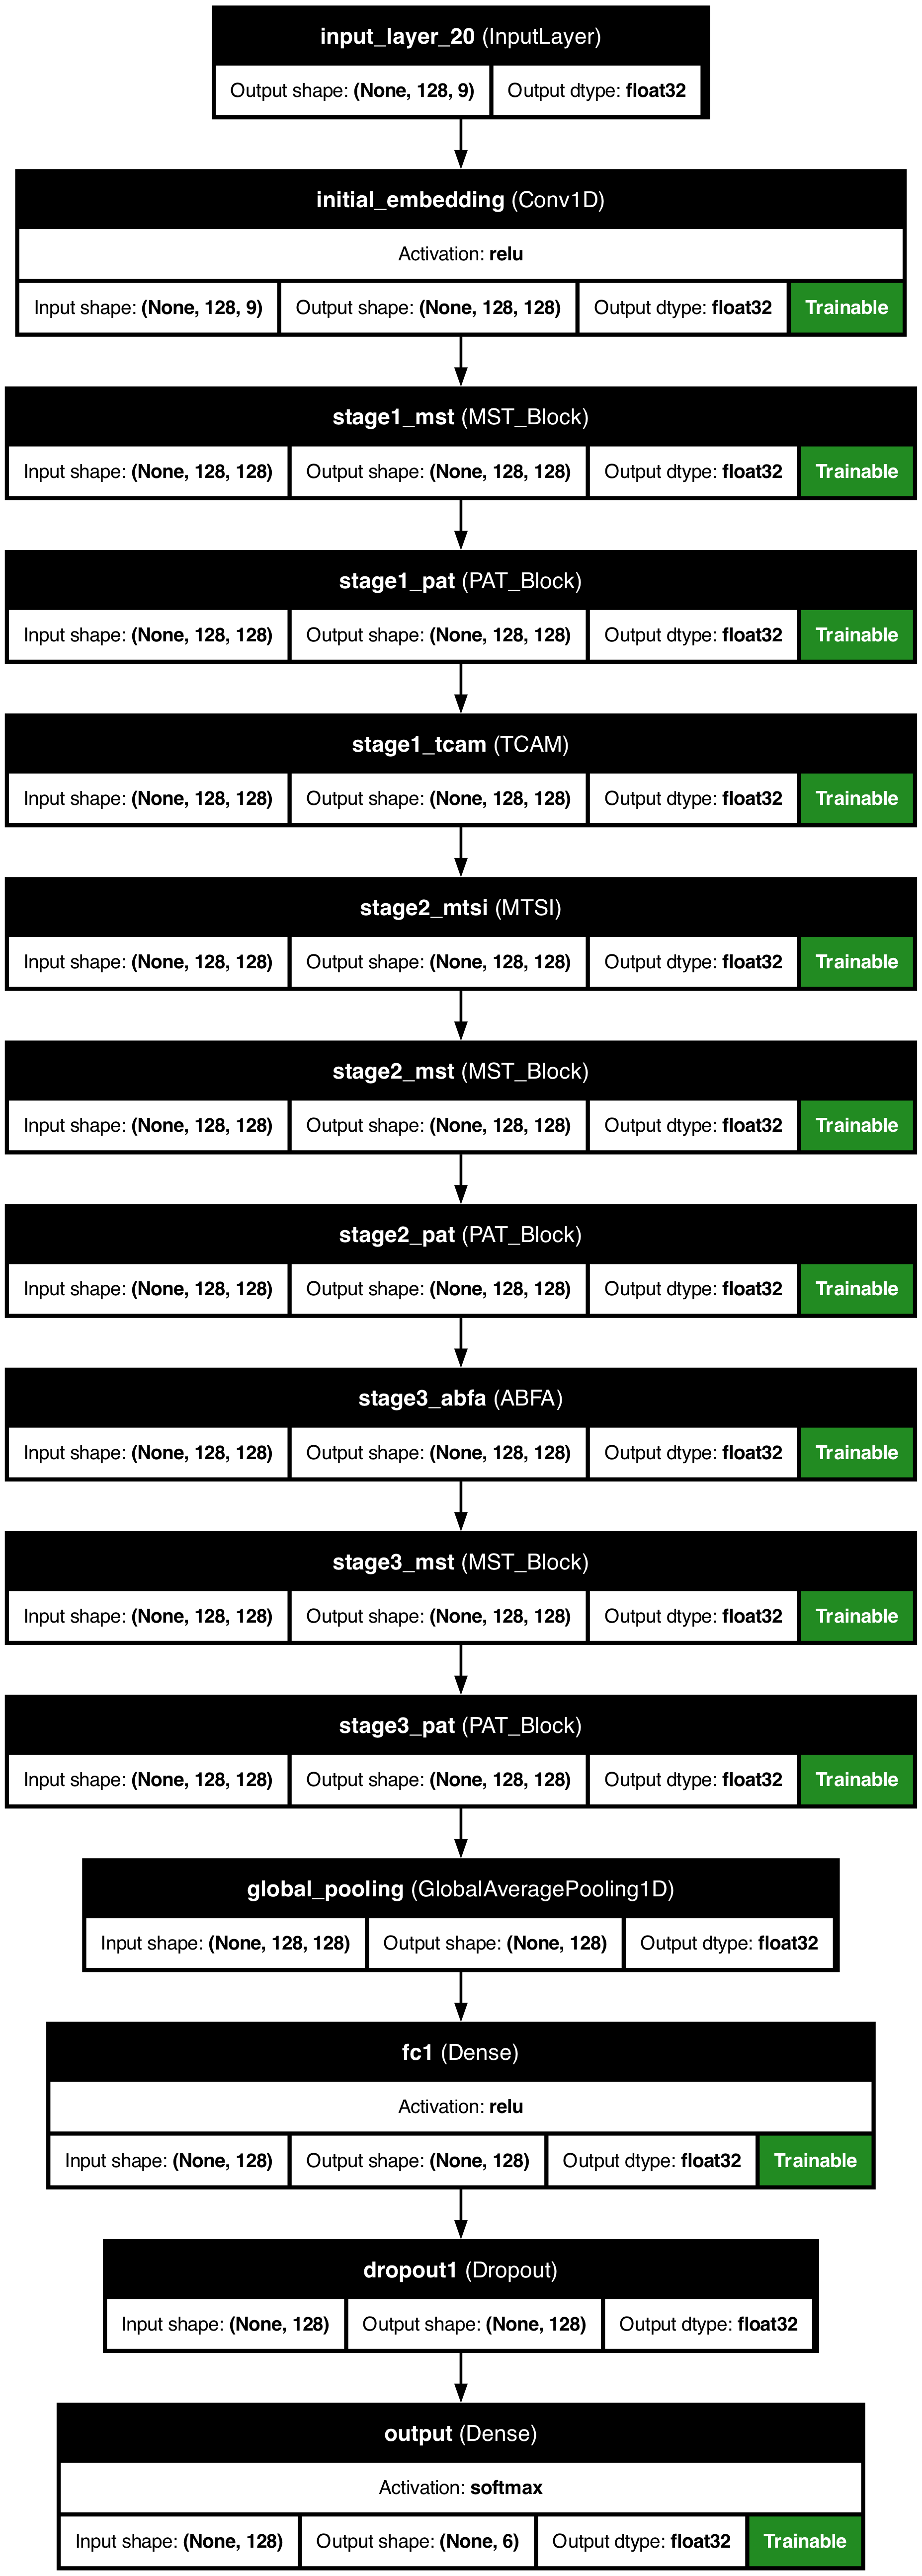 input_layer_20 (InputLayer)
Output shape: (None, 128, 9) Output dtype: float32
initial_embedding (Conv1D)
Activation: relu
Input shape: (None, 128, 9) Output shape: (None, 128, 128) Output dtype: float32 Trainable
stage1_mst (MST_Block)
Input shape: (None, 128, 128) Output shape: (None, 128, 128) Output dtype: float32 Trainable
stage1_pat (PAT_Block)
Input shape: (None, 128, 128) Output shape: (None, 128, 128) Output dtype: float32 Trainable
stage1_tcam (TCAM)
Input shape: (None, 128, 128) Output shape: (None, 128, 128) Output dtype: float32 Trainable
stage2_mtsi (MTSI)
Input shape: (None, 128, 128) Output shape: (None, 128, 128) Output dtype: float32 Trainable
stage2_mst (MST_Block)
Input shape: (None, 128, 128) Output shape: (None, 128, 128) Output dtype: float32 Trainable
stage2_pat (PAT_Block)
Input shape: (None, 128, 128) Output shape: (None, 128, 128) Output dtype: float32 Trainable
stage3_abfa (ABFA)
Input shape: (None, 128, 128) Output shape: (None, 128, 128) Output dtype: float32 Trainable
stage3_mst (MST_Block)
Input shape: (None, 128, 128) Output shape: (None, 128, 128) Output dtype: float32 Trainable
stage3_pat (PAT_Block)
Input shape: (None, 128, 128) Output shape: (None, 128, 128) Output dtype: float32 Trainable
global_pooling (GlobalAveragePooling1D)
Input shape: (None, 128, 128) Output shape: (None, 128) Output dtype: float32
fc1 (Dense)
Activation: relu
Input shape: (None, 128) Output shape: (None, 128) Output dtype: float32 Trainable
dropout1 (Dropout)
Input shape: (None, 128) Output shape: (None, 128) Output dtype: float32
output (Dense)
Activation: softmax
Input shape: (None, 128) Output shape: (None, 6) Output dtype: float32 Trainable